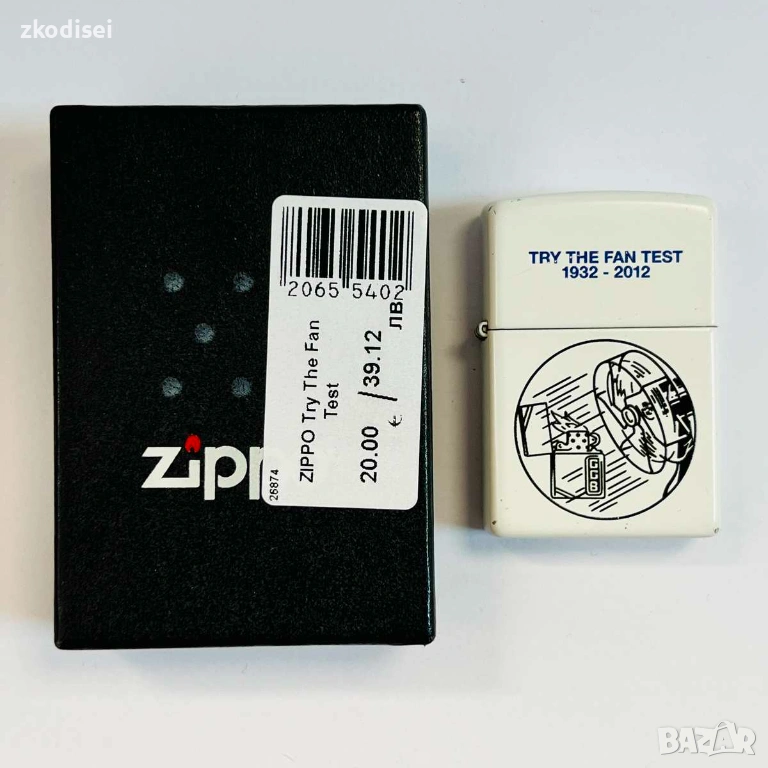 zkodisei
2065 5402
ZIPPO Try The Fan
Test
20.00 € / 39.12 лв
26874
zipp
TRY THE FAN TEST
1932 - 2012
BAZAR